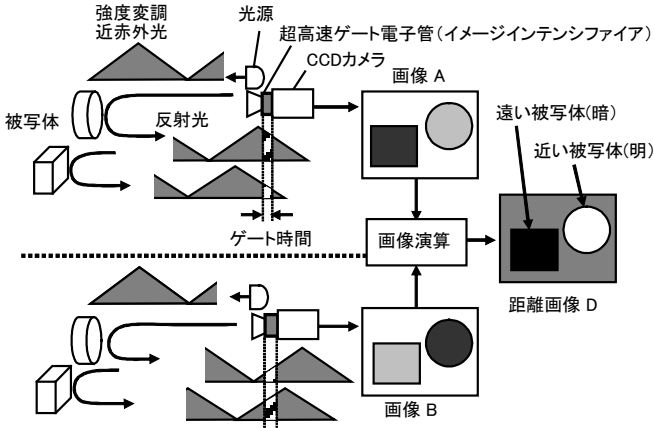 強度変調
近赤外光
光源
超高速ゲート電子管(イメージインテンシファイア)
CCDカメラ
画像 A
被写体
反射光
遠い被写体(暗)
近い被写体(明)
ゲート時間
画像演算
距離画像 D
画像 B